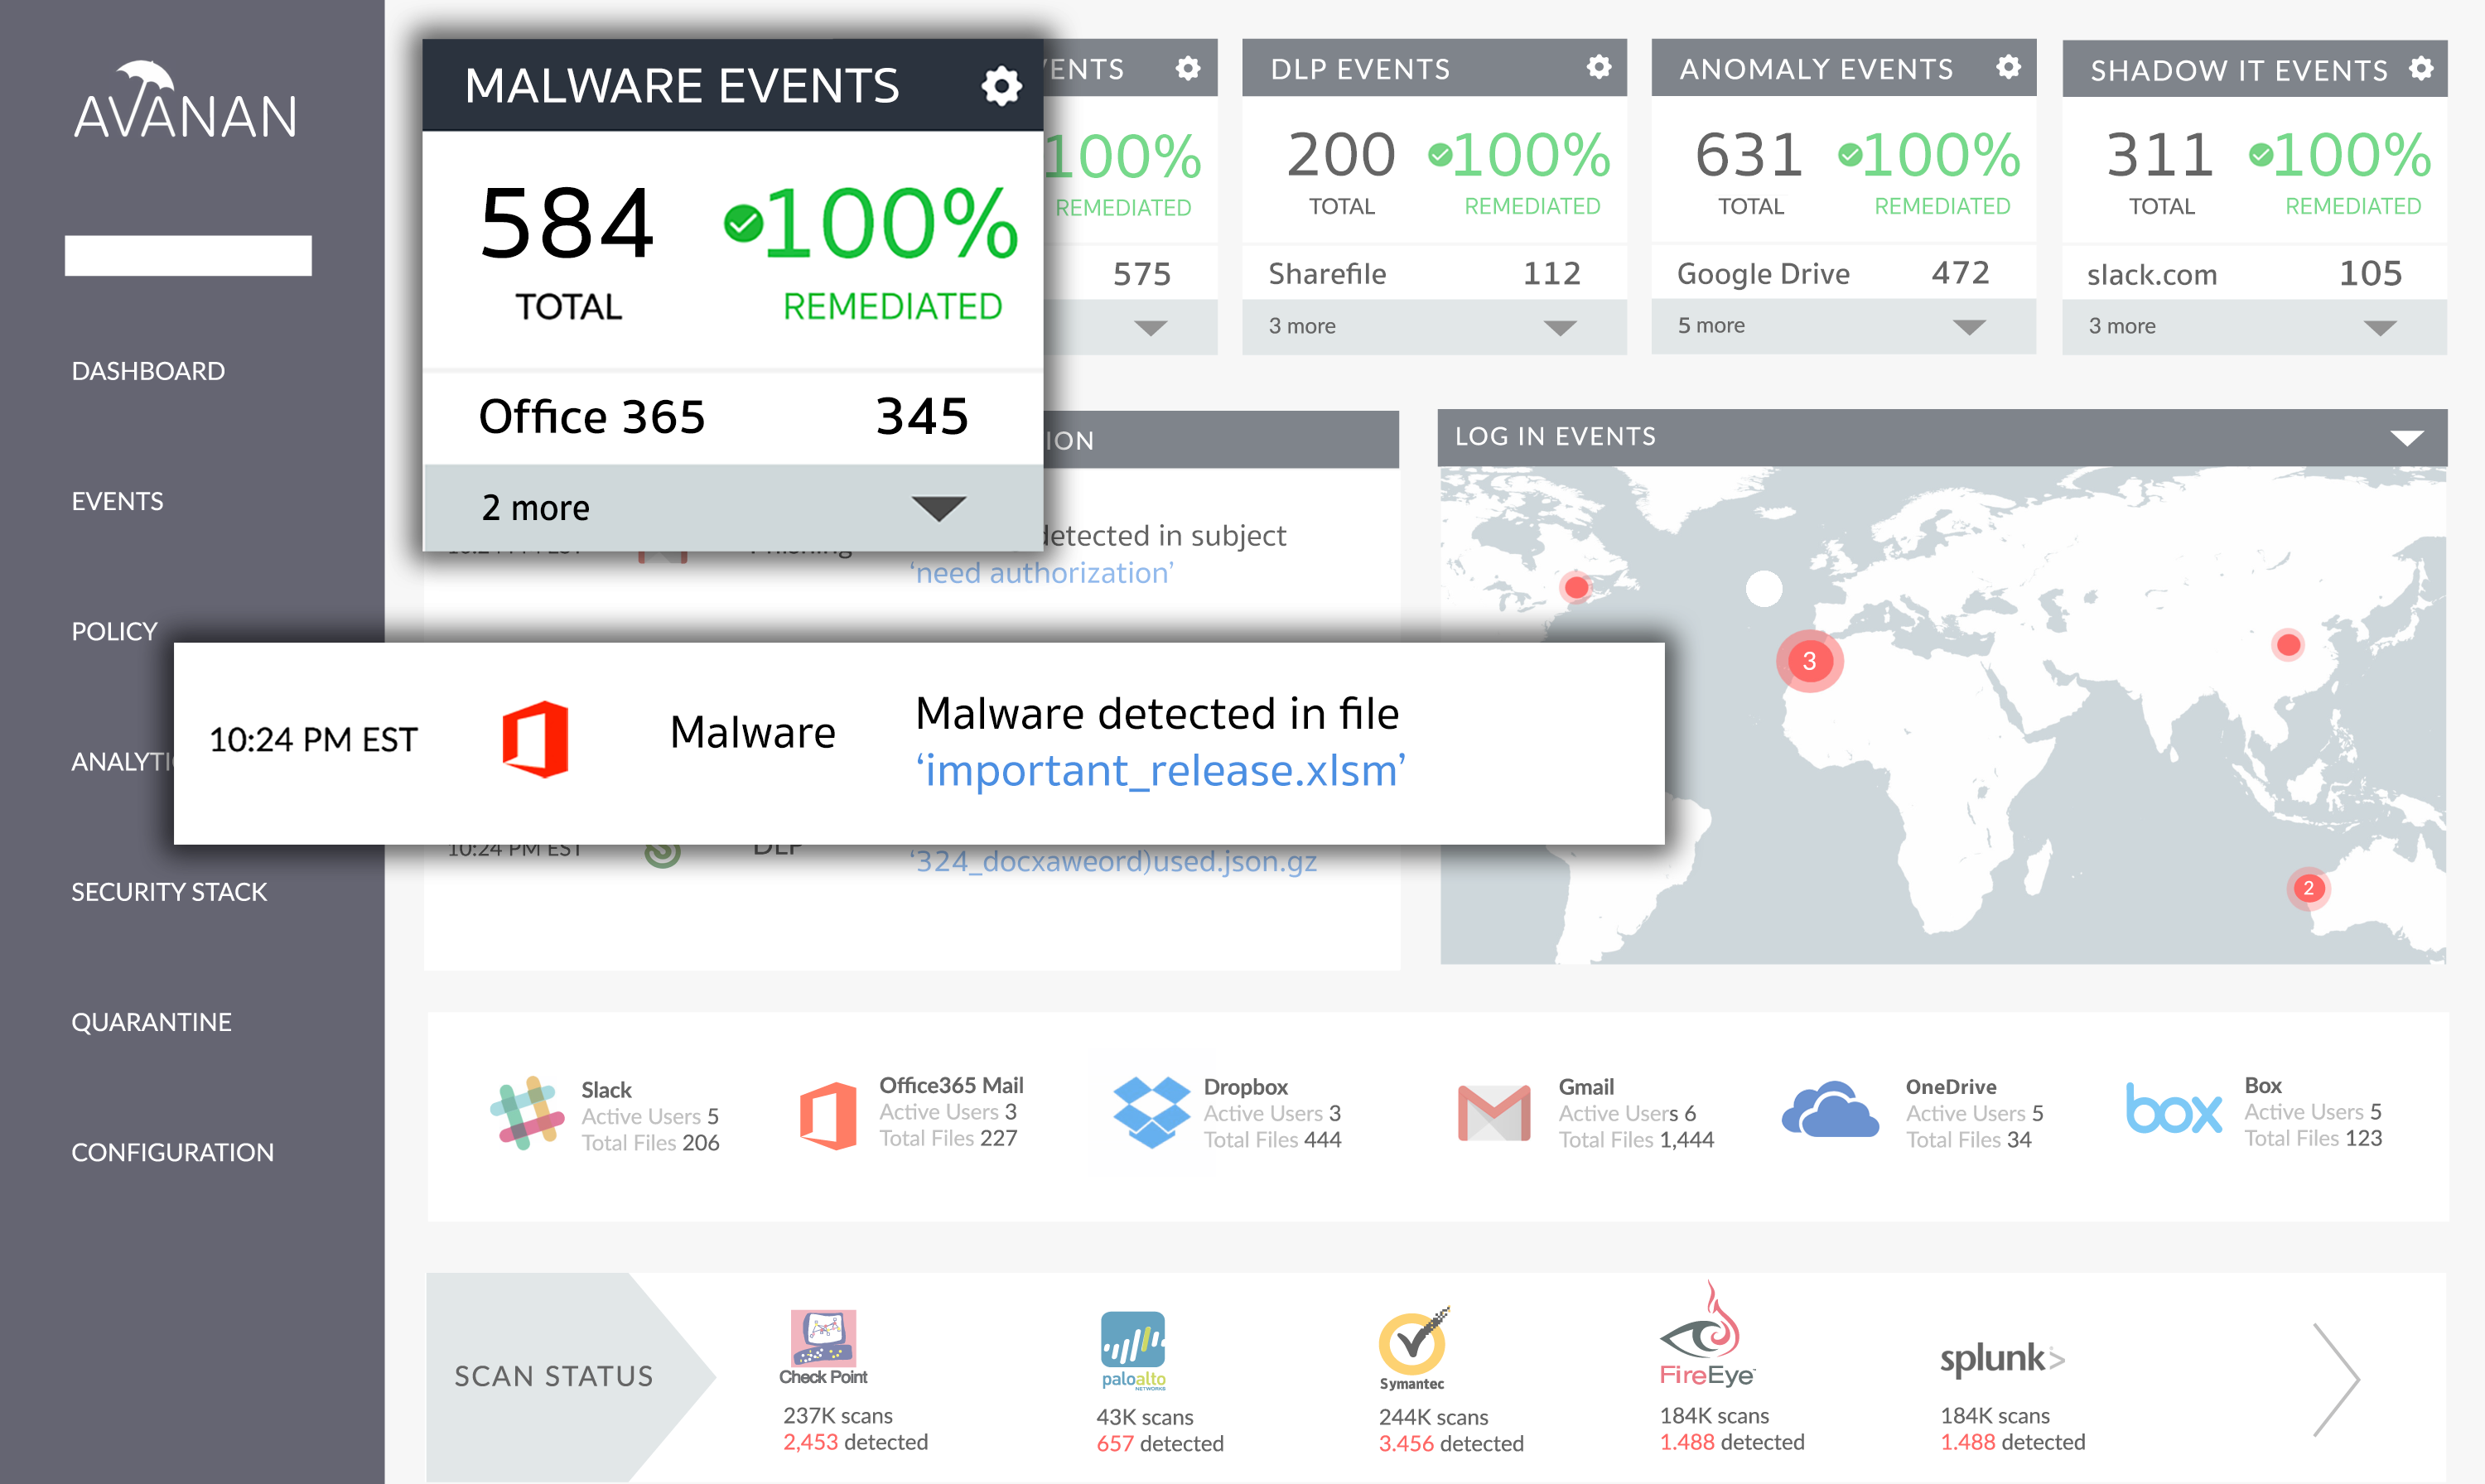 AVANAN
DASHBOARD
EVENTS
POLICY
ANALYTI
SECURITY STACK
QUARANTINE
CONFIGURATION
MALWARE EVENTS
584
100%
TOTAL
REMEDIATED
Office 365 345
2 more
100%
REMEDIATED
575
DLP EVENTS
200 100%
TOTAL REMEDIATED
Sharefile 112
3 more
ANOMALY EVENTS
631 100%
TOTAL REMEDIATED
Google Drive 472
5 more
SHADOW IT EVENTS
311 100%
TOTAL REMEDIATED
slack.com 105
3 more
detected in subject
‘need authorization’
10:24 PM EST Malware Malware detected in file
‘important_release.xlsm’
10:24 PM EST DLP
‘324_docxaweord)used.json.gz
LOG IN EVENTS
3
2
Slack
Active Users 5
Total Files 206
Office365 Mail
Active Users 3
Total Files 227
Dropbox
Active Users 3
Total Files 444
Gmail
Active Users 6
Total Files 1,444
OneDrive
Active Users 5
Total Files 34
box
Box
Active Users 5
Total Files 123
SCAN STATUS
Check Point
237K scans
2,453 detected
paloalto
NETWORKS
43K scans
657 detected
Symantec
244K scans
3.456 detected
FireEye
184K scans
1.488 detected
splunk>
184K scans
1.488 detected